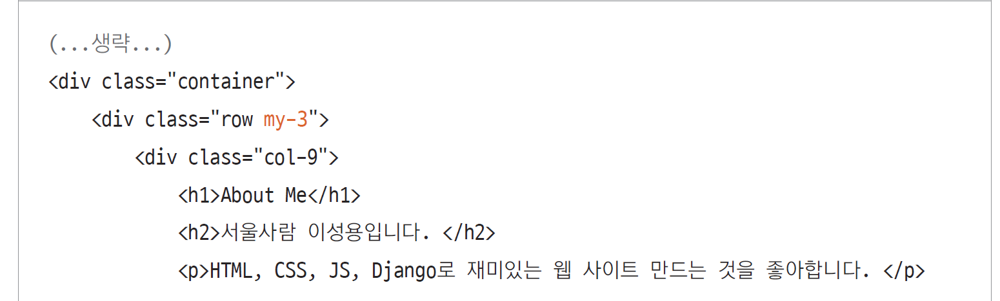 (...생략...)
<div class="container">
    <div class="row my-3">
        <div class="col-9">
            <h1>About Me</h1>
            <h2>서울사람 이성용입니다. </h2>
            <p>HTML, CSS, JS, Django로 재미있는 웹 사이트 만드는 것을 좋아합니다. </p>